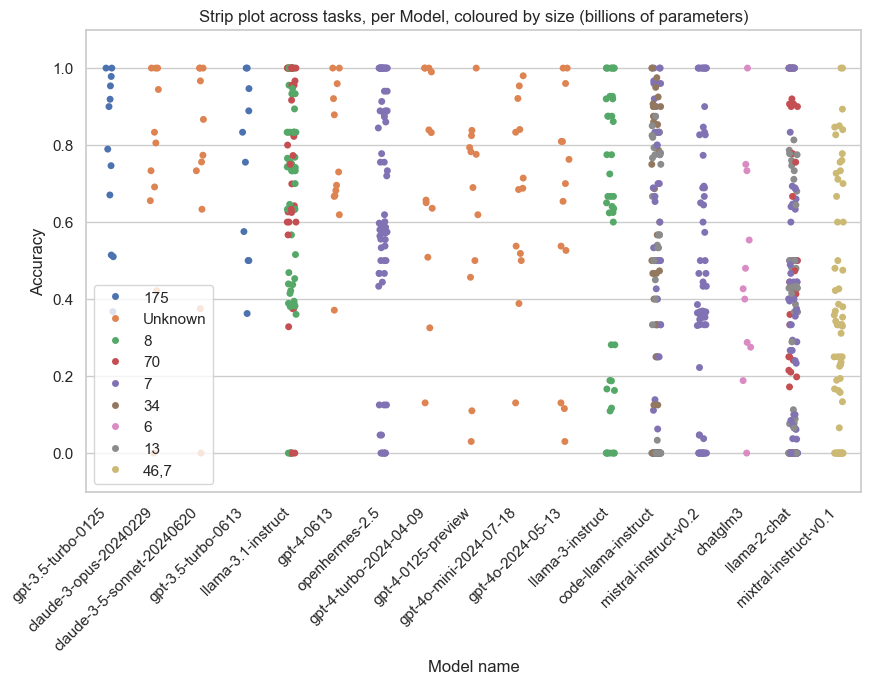 Strip plot across tasks, per Model, coloured by size (billions of parameters)
Accuracy
1.0
0.8
0.6
0.4
0.2
0.0
175
Unknown
8
70
7
34
6
13
46,7
gpt-3.5-turbo-0125
claude-3-opus-20240229
claude-3-5-sonnet-20240620
gpt-3.5-turbo-0613
llama-3.1-instruct
gpt-4-0613
openhermes-2.5
gpt-4-turbo-2024-04-09
gpt-4-0125-preview
gpt-4o-mini-2024-07-18
gpt-4o-2024-05-13
llama-3-instruct
code-llama-instruct
mistral-instruct-v0.2
chatglm3
llama-2-chat
mixtral-instruct-v0.1
Model name